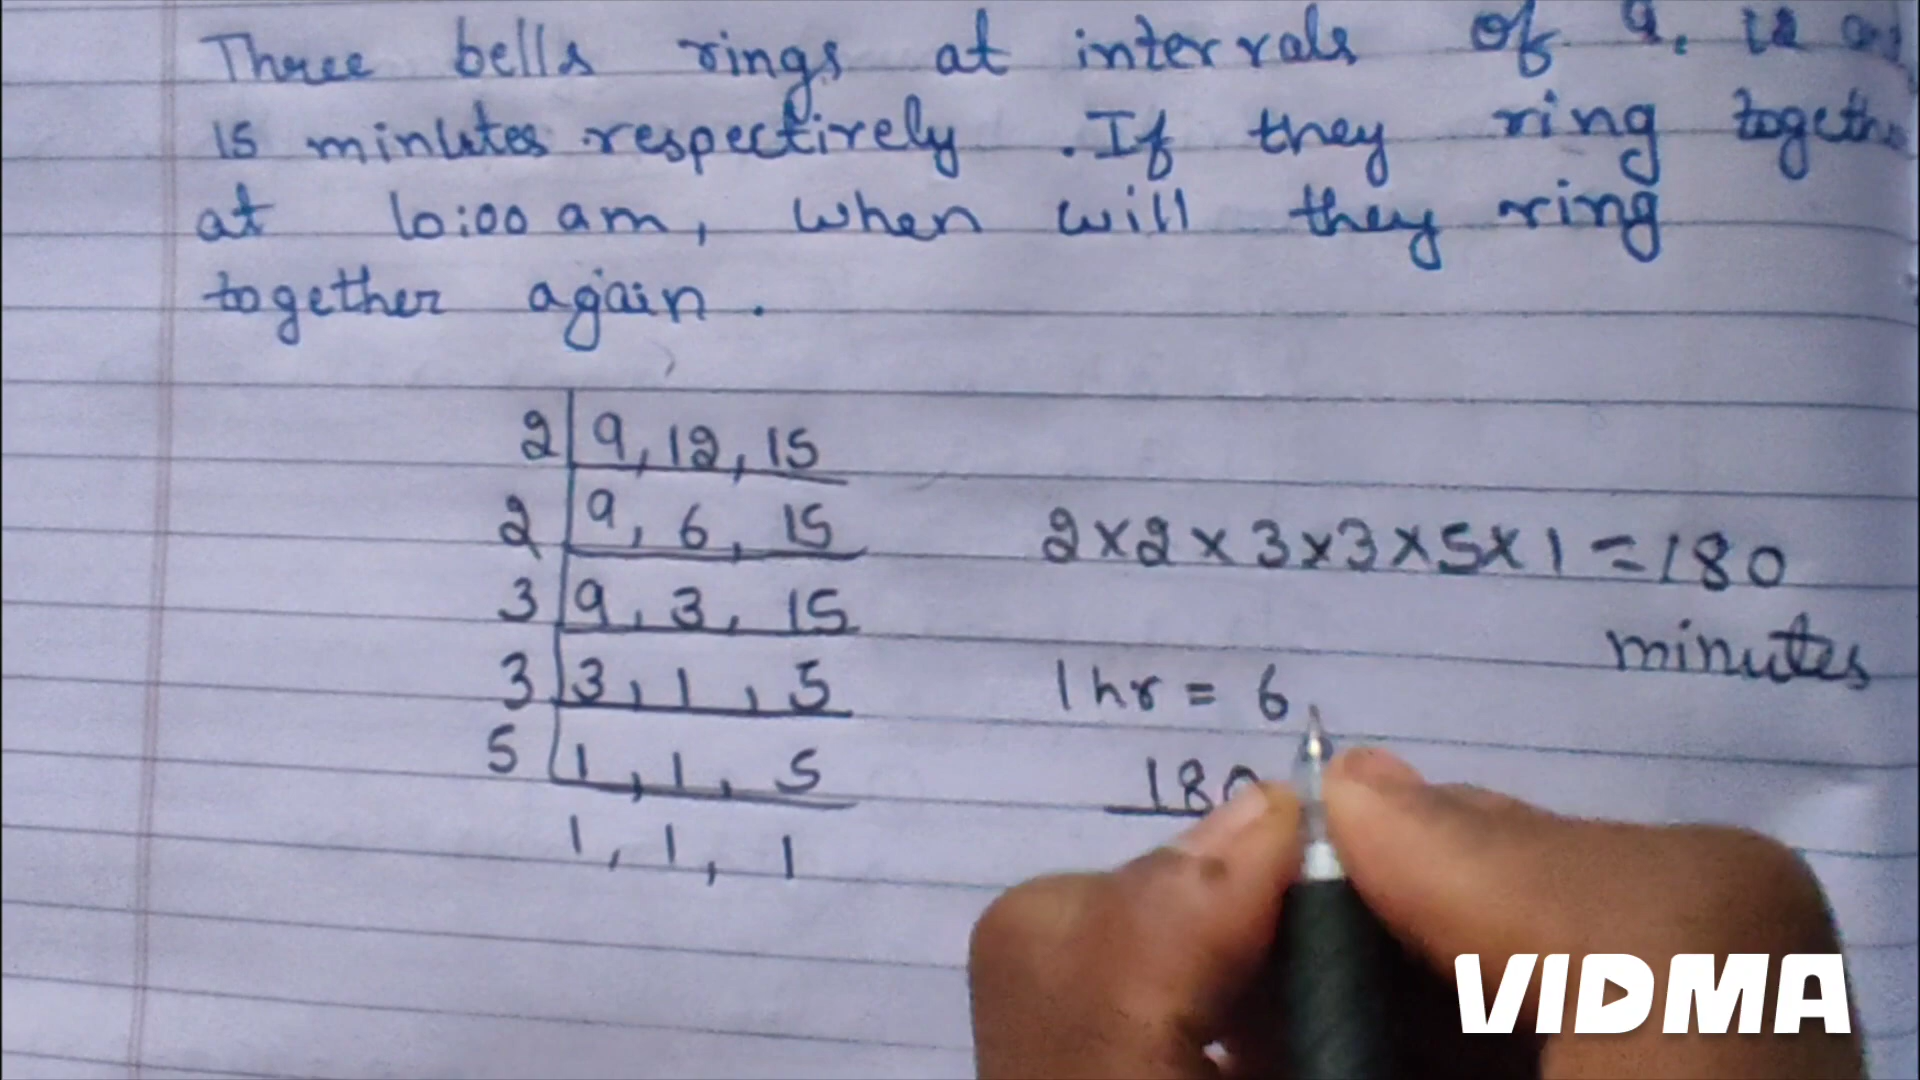 Three bells rings at intervals of 9, 12 and
15 minutes respectively. If they ring togethe
at 10:00 am, when will they ring
together again.
2 9, 12, 15
2 9, 6, 15
3 9, 3, 15
3 3, 1, 5
5 1, 1, 5
1, 1, 1
2×2×3×3×5×1=180
minutes
1 hr = 6
180
VIDMA